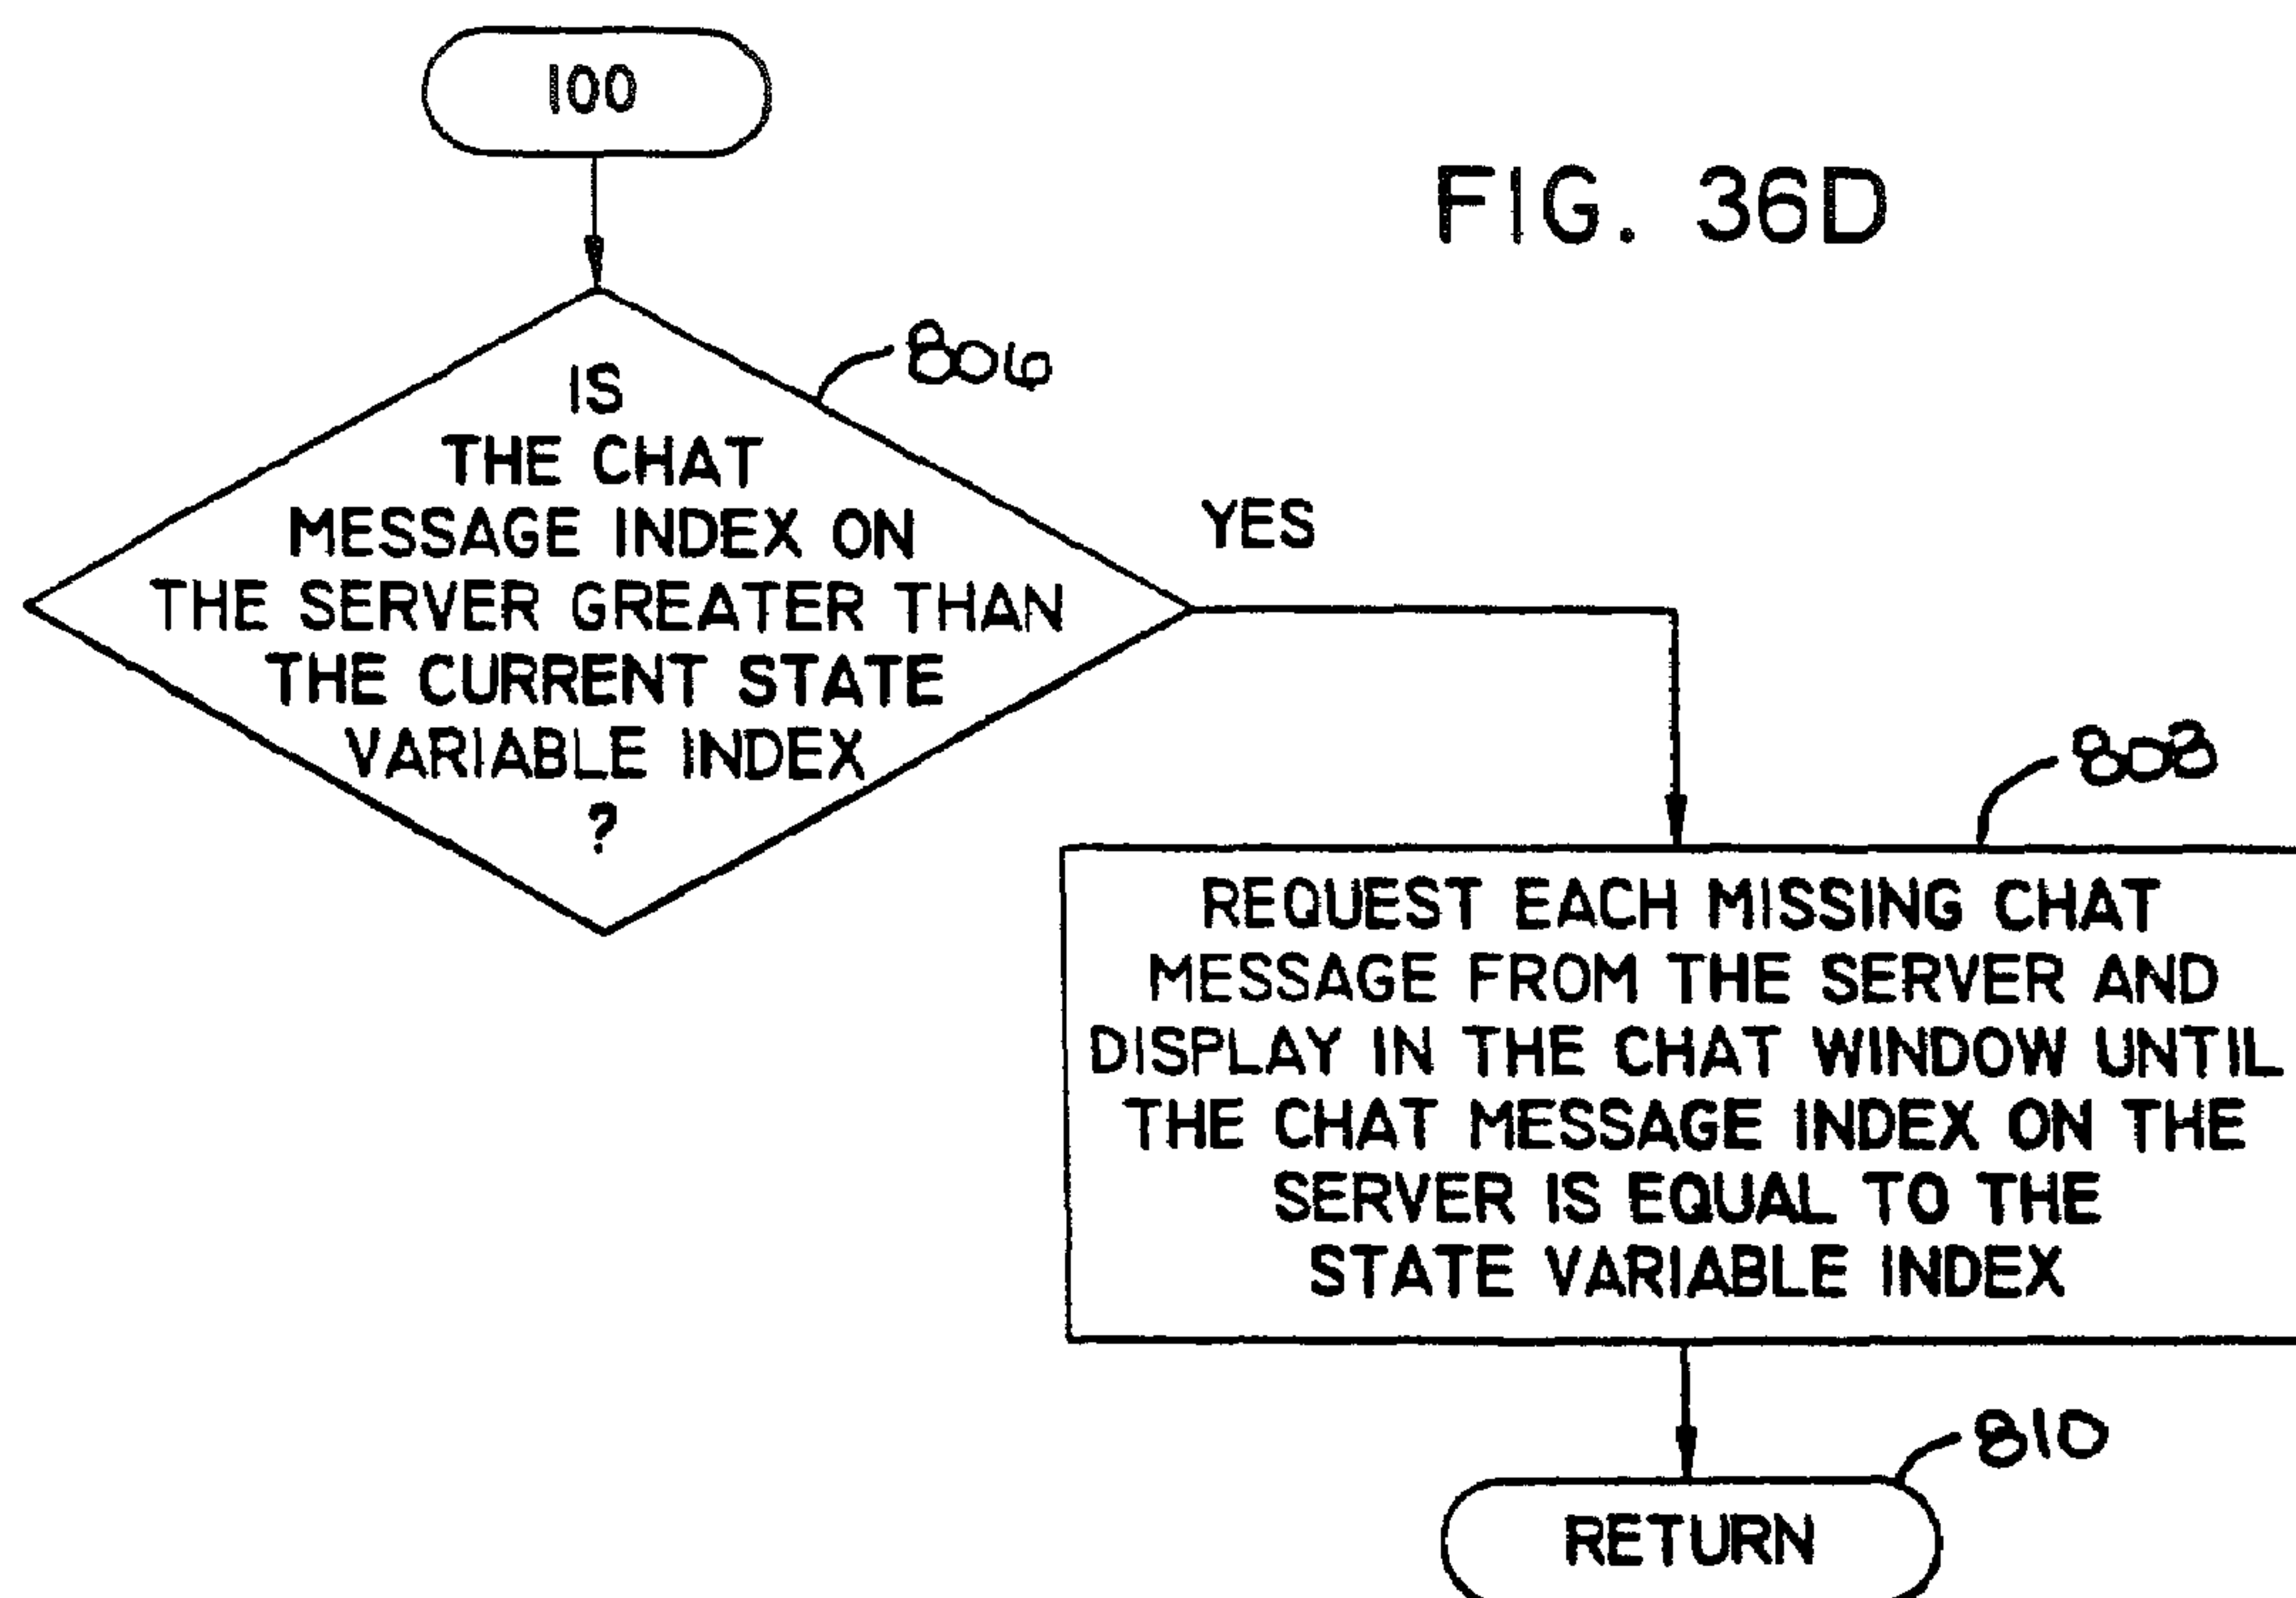 100
FIG. 36D
806
IS
THE CHAT
MESSAGE INDEX ON
THE SERVER GREATER THAN
THE CURRENT STATE
VARIABLE INDEX
?
YES
808
REQUEST EACH MISSING CHAT
MESSAGE FROM THE SERVER AND
DISPLAY IN THE CHAT WINDOW UNTIL
THE CHAT MESSAGE INDEX ON THE
SERVER IS EQUAL TO THE
STATE VARIABLE INDEX
810
RETURN